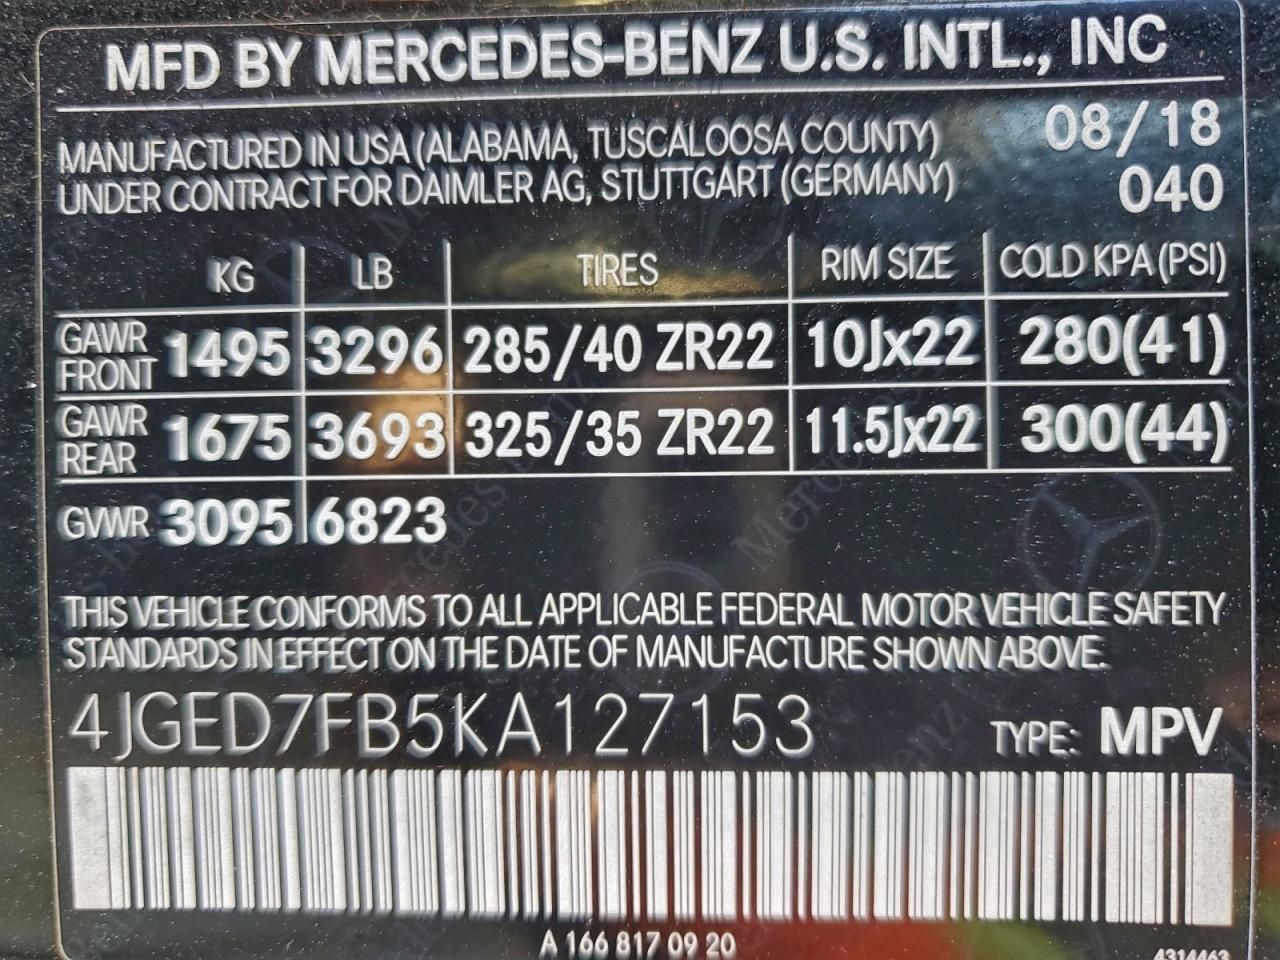 MFD BY MERCEDES-BENZ U.S. INTL., INC
MANUFACTURED IN USA (ALABAMA, TUSCALOOSA COUNTY) 08/18
UNDER CONTRACT FOR DAIMLER AG, STUTTGART (GERMANY) 040
KG LB TIRES RIM SIZE COLD KPA (PSI)
GAWR FRONT 1495 3296 285/40 ZR22 10Jx22 280(41)
GAWR REAR 1675 3693 325/35 ZR22 11.5Jx22 300(44)
GVWR 3095 6823
THIS VEHICLE CONFORMS TO ALL APPLICABLE FEDERAL MOTOR VEHICLE SAFETY
STANDARDS IN EFFECT ON THE DATE OF MANUFACTURE SHOWN ABOVE.
4JGED7FB5KA127153 TYPE: MPV
A 166 817 09 20
4314463